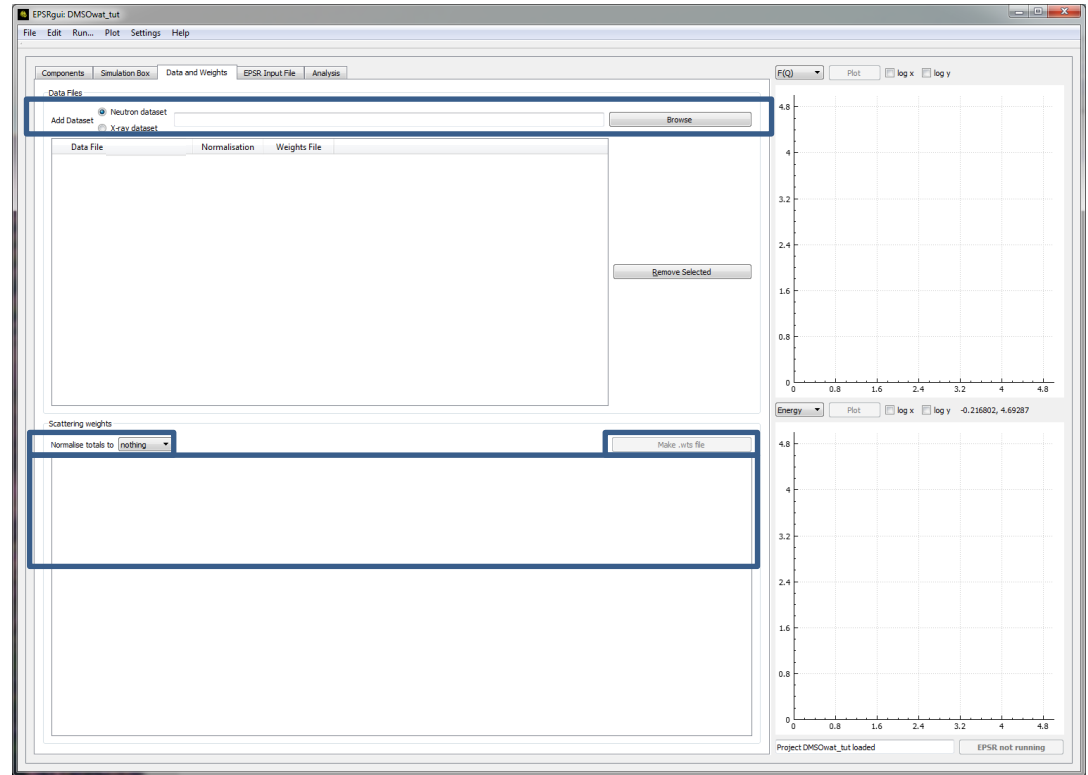 EPSRgui: DMSOwat_tut
File Edit Run... Plot Settings Help
Components Simulation Box Data and Weights EPSR Input File Analysis
Data Files
Add Dataset
Neutron dataset
X-ray dataset
Browse
Data File Normalisation Weights File
Remove Selected
Scattering weights
Normalise totals to nothing
Make .wts file
F(Q) Plot log x log y
4.8
4
3.2
2.4
1.6
0.8
0
0 0.8 1.6 2.4 3.2 4 4.8
Energy Plot log x log y -0.216802, 4.69287
4.8
4
3.2
2.4
1.6
0.8
0
0 0.8 1.6 2.4 3.2 4 4.8
Project DMSOwat_tut loaded EPSR not running